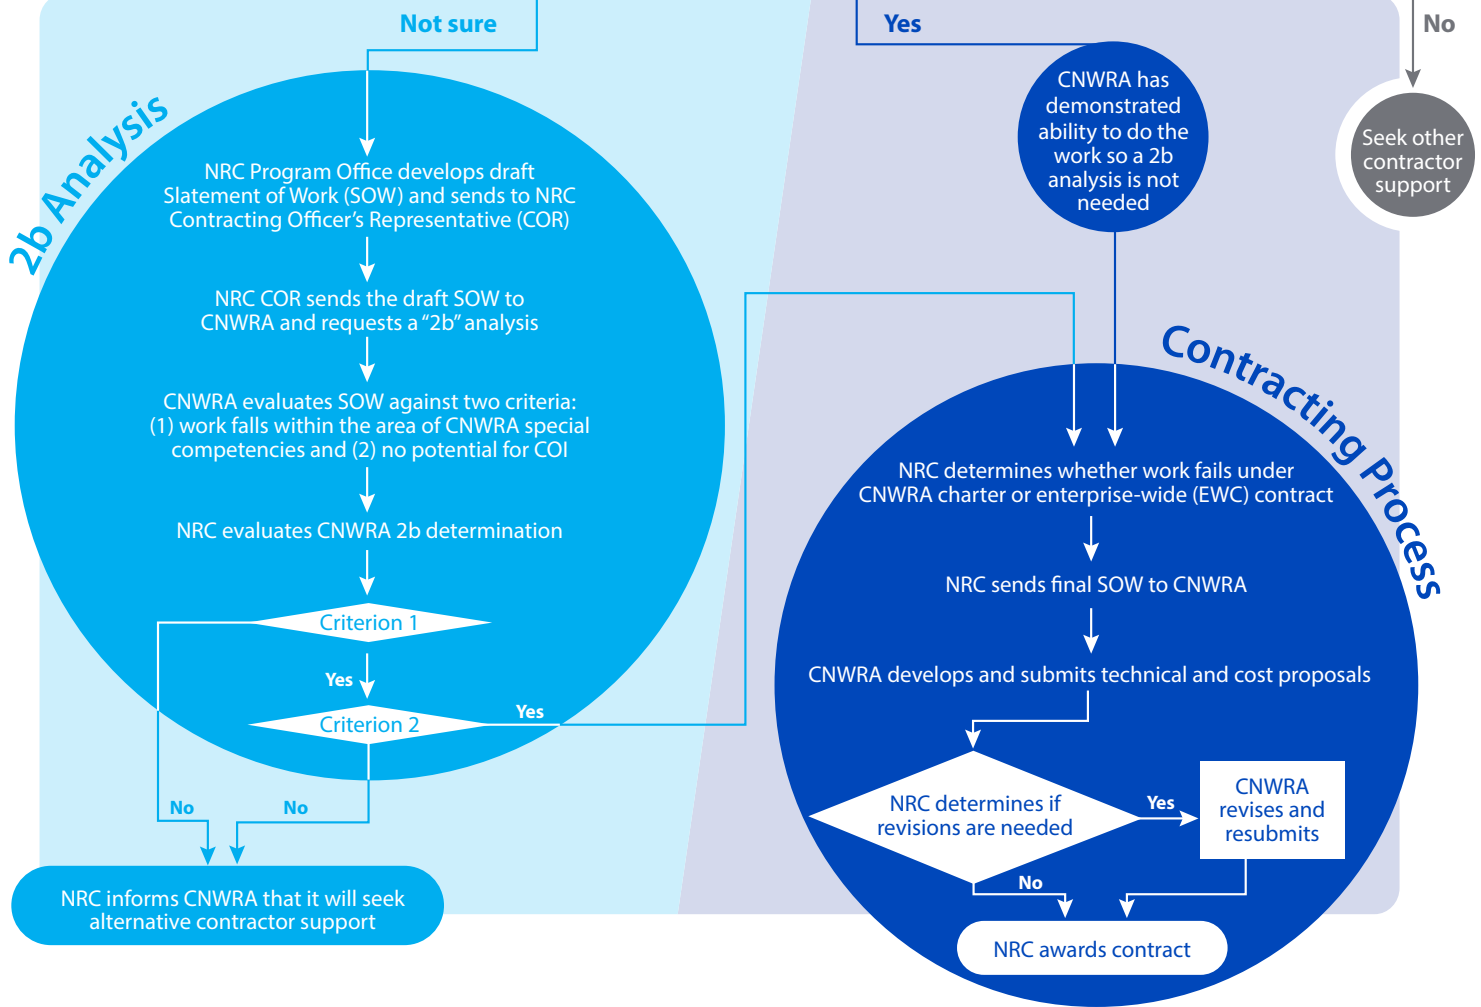 Not sure
Yes
No
2b Analysis
NRC Program Office develops draft
Slatement of Work (SOW) and sends to NRC
Contracting Officer's Representative (COR)
NRC COR sends the draft SOW to
CNWRA and requests a "2b" analysis
CNWRA evaluates SOW against two criteria:
(1) work falls within the area of CNWRA special
competencies and (2) no potential for COI
NRC evaluates CNWRA 2b determination
Criterion 1
Yes
Criterion 2
Yes
No
No
NRC informs CNWRA that it will seek
alternative contractor support
CNWRA has
demonstrated
ability to do the
work so a 2b
analysis is not
needed
Seek other
contractor
support
Contracting Process
NRC determines whether work fails under
CNWRA charter or enterprise-wide (EWC) contract
NRC sends final SOW to CNWRA
CNWRA develops and submits technical and cost proposals
NRC determines if
revisions are needed
Yes
CNWRA
revises and
resubmits
No
NRC awards contract